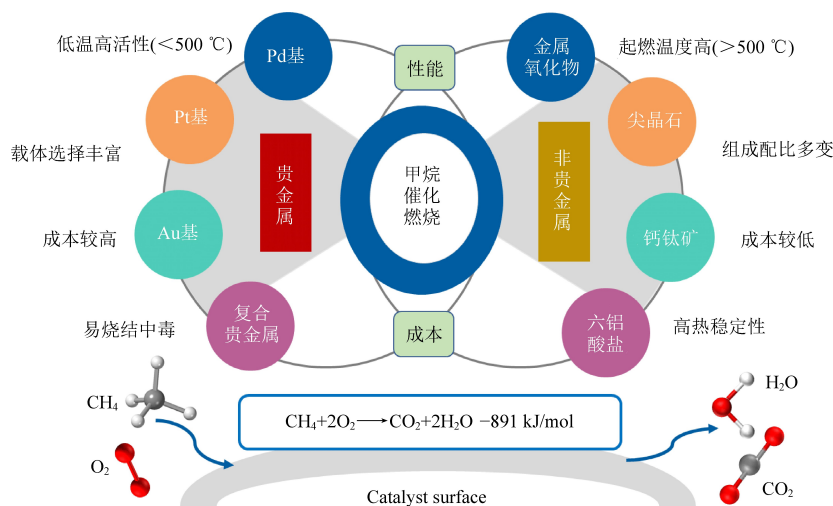 低温高活性(<500 ℃)
Pd基
性能
金属
氧化物
起燃温度高(>500 ℃)
Pt基
尖晶石
载体选择丰富
贵金属
甲烷
催化
燃烧
非贵金属
组成配比多变
成本较高
Au基
钙钛矿
成本较低
易烧结中毒
复合
贵金属
成本
六铝
酸盐
高热稳定性
CH₄
CH₄+2O₂→CO₂+2H₂O −891 kJ/mol
H₂O
O₂
CO₂
Catalyst surface